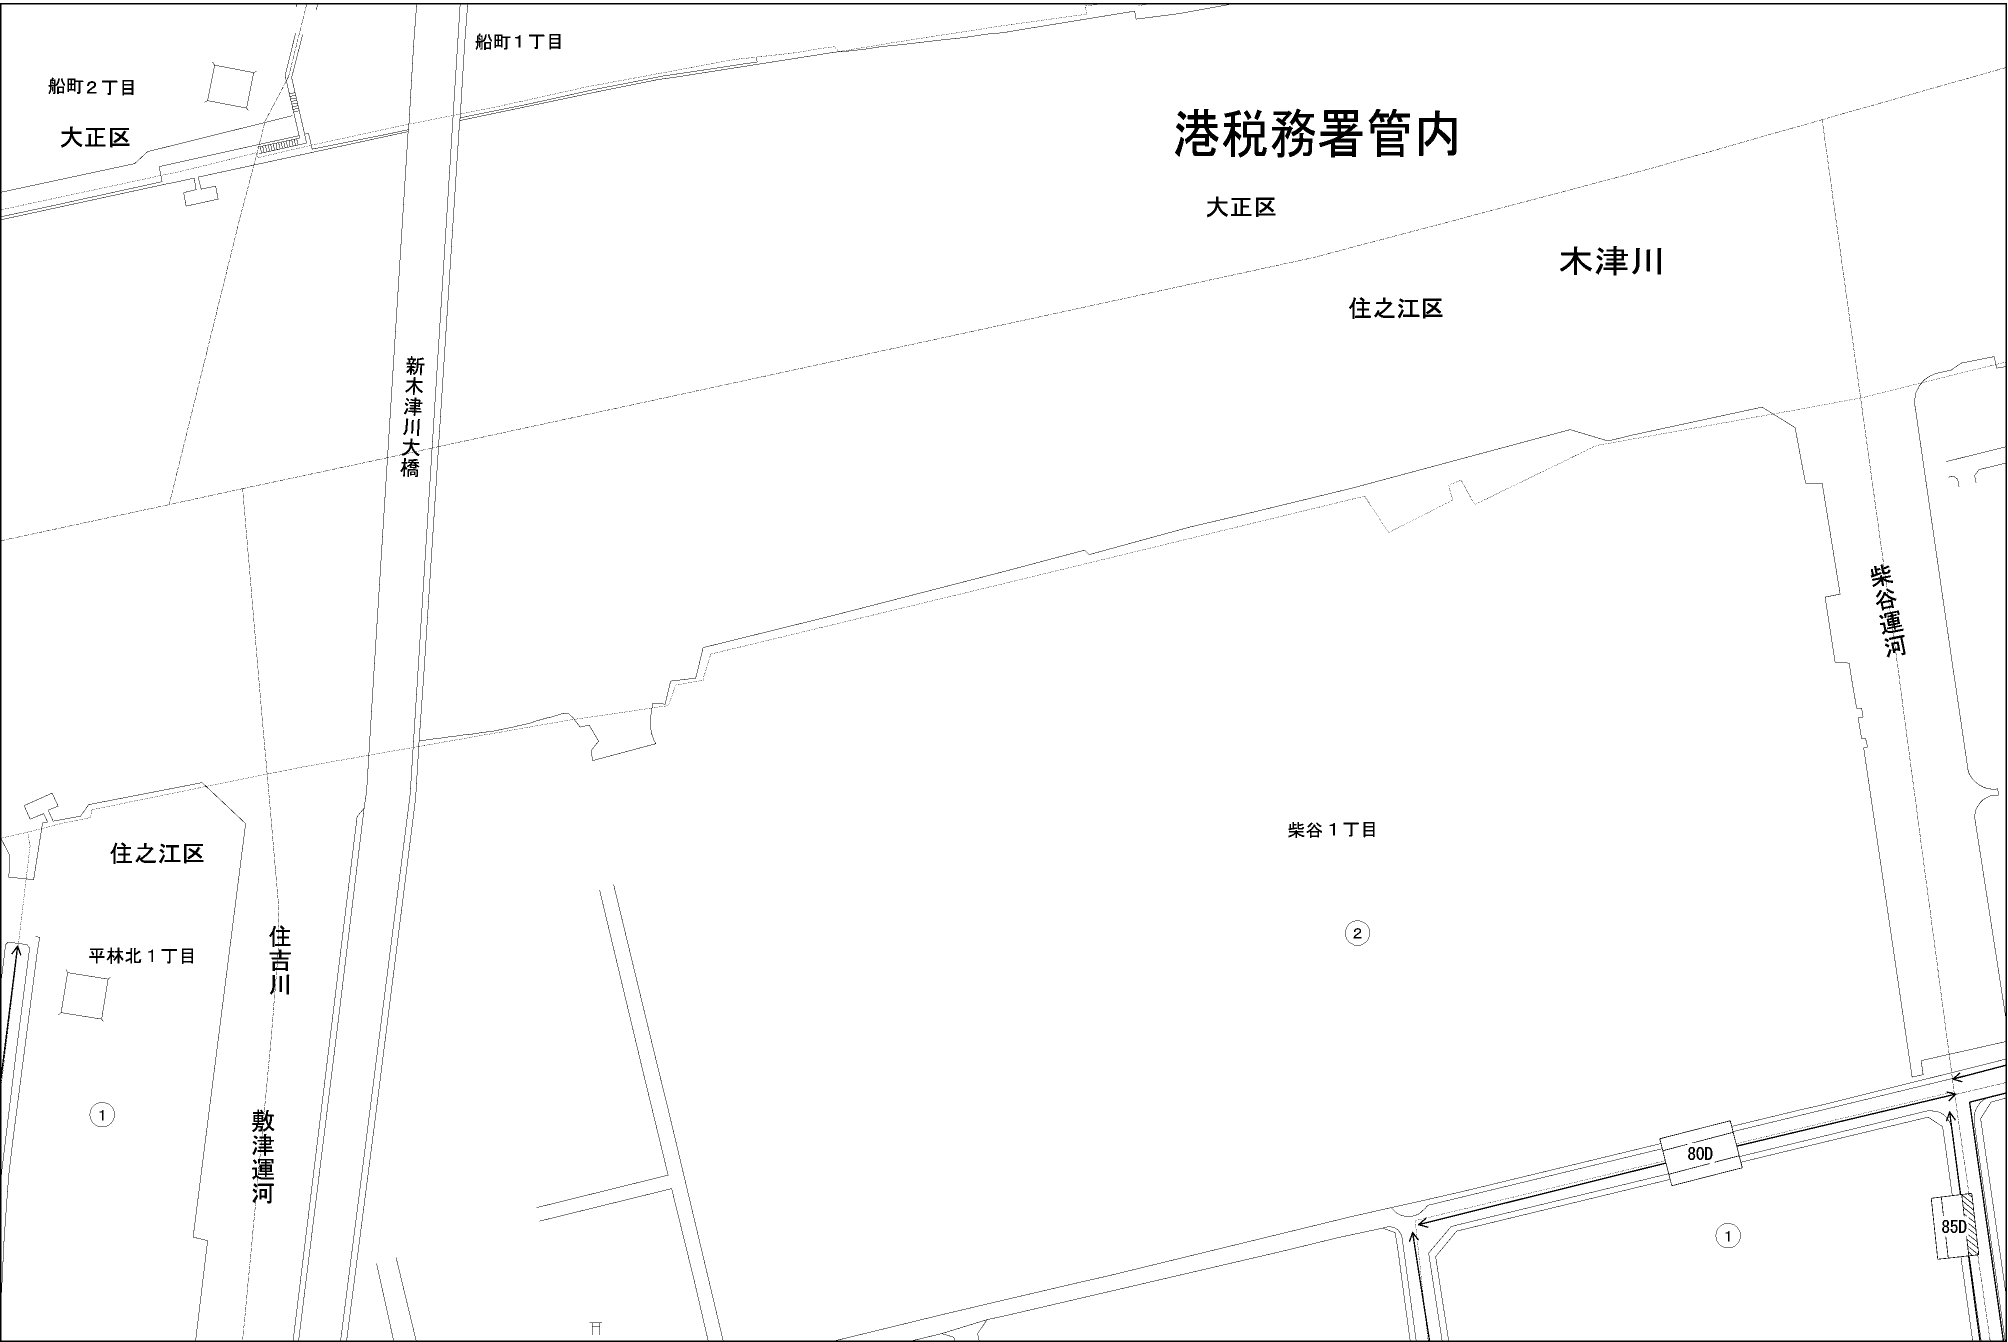 船町１丁目
船町２丁目
大正区
港税務署管内
大正区
木津川
住之江区
新木津川大橋
柴谷運河
柴谷１丁目
住之江区
②
住吉川
平林北１丁目
①
敷津運河
80D
85D
①